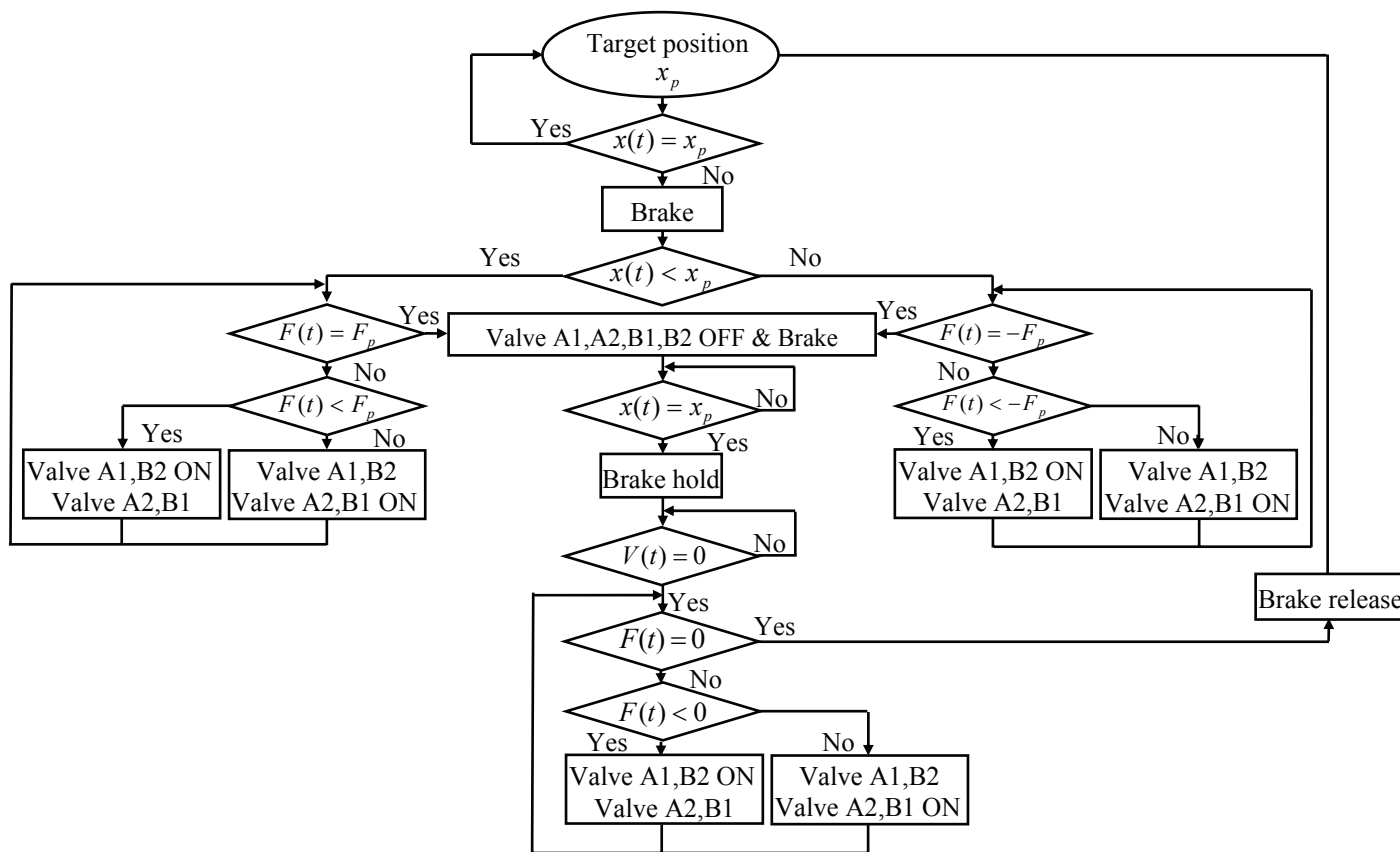 Target position
x_p
Yes
x(t) = x_p
No
Brake
Yes
x(t) < x_p
No
F(t) = F_p
Yes
Valve A1,A2,B1,B2 OFF & Brake
Yes
F(t) = −F_p
No
No
F(t) < F_p
x(t) = x_p
No
F(t) < −F_p
Yes
No
Yes
Yes
No
Valve A1,B2 ON
Valve A2,B1
Valve A1,B2
Valve A2,B1 ON
Brake hold
Valve A1,B2 ON
Valve A2,B1
Valve A1,B2
Valve A2,B1 ON
V(t) = 0
No
Yes
Brake release
F(t) = 0
Yes
No
F(t) < 0
Yes
No
Valve A1,B2 ON
Valve A2,B1
Valve A1,B2
Valve A2,B1 ON